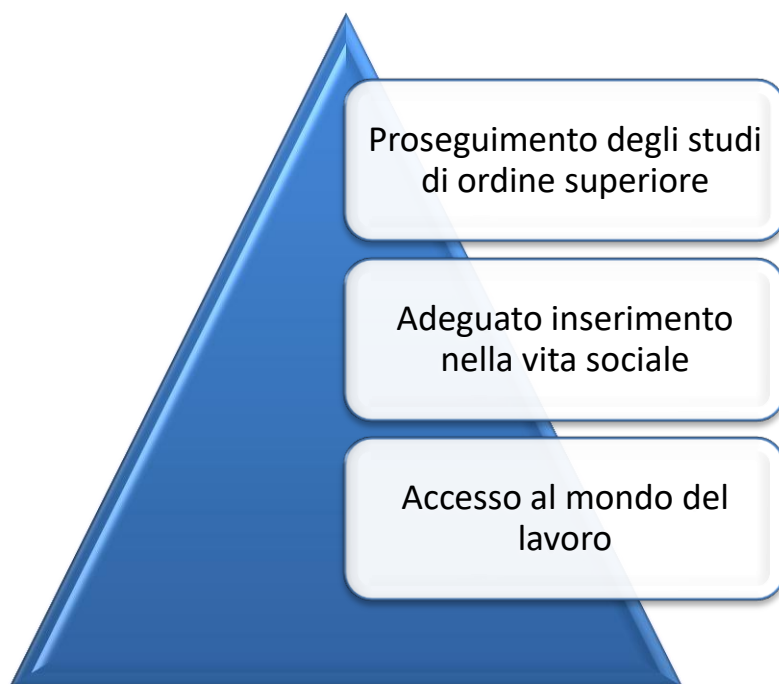 Proseguimento degli studi
di ordine superiore
Adeguato inserimento
nella vita sociale
Accesso al mondo del
lavoro